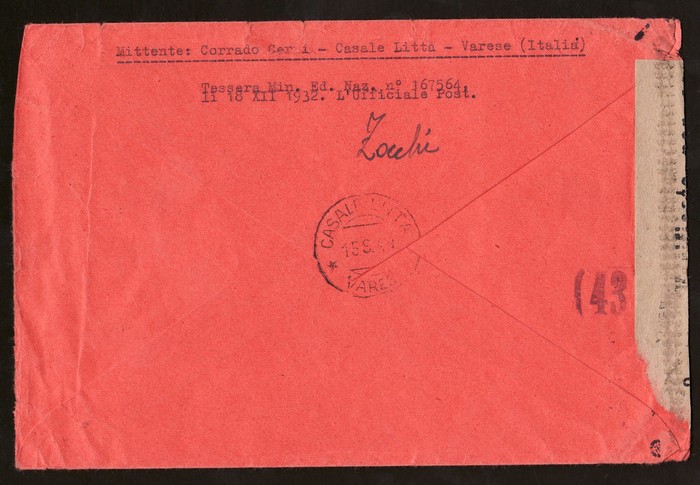 Mittente: Corrado – Casale Litta – Varese (Italia)
Tessera Min. Ed. Naz. n° 167564.
li 18 XII 1932. L'Ufficiale Post.
CASALE LITTA
VARESE
(43